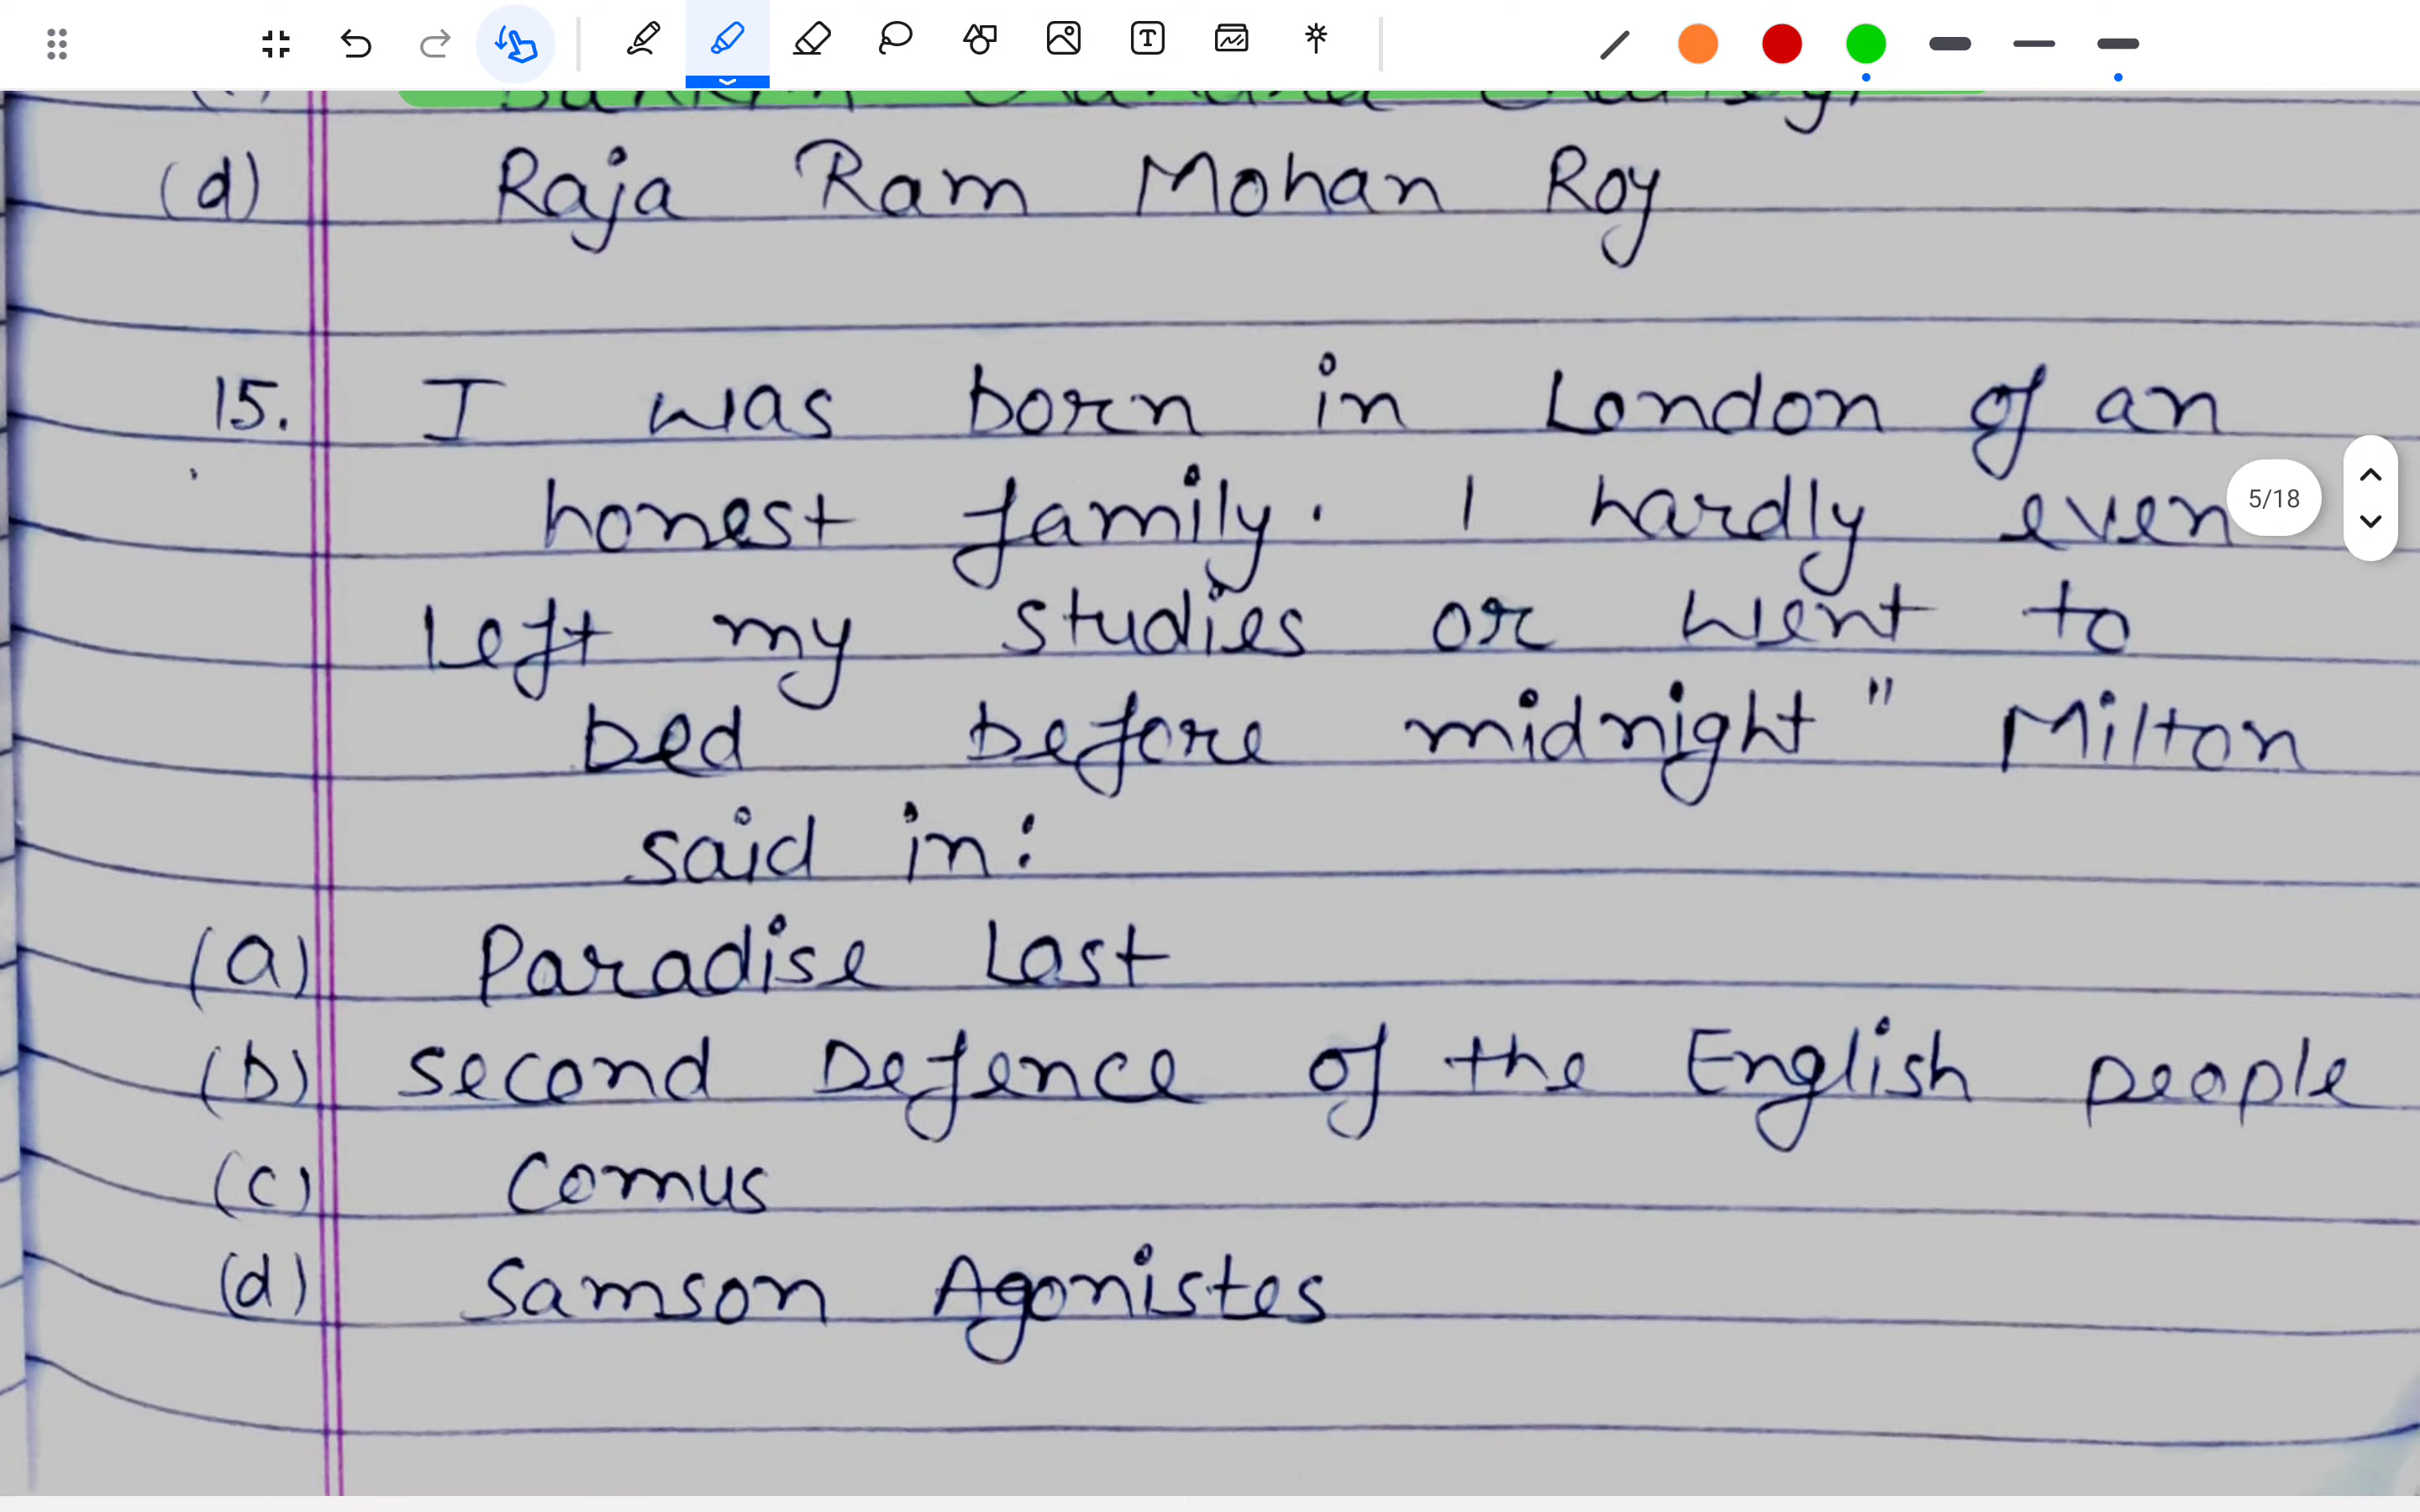 (d) Raja Ram Mohan Roy
15. I was born in London of an
honest family. I hardly even
5/18
left my studies or went to
bed before midnight" Milton
said in:
(a) Paradise Lost
(b) second Defence of the English people
(c) Comus
(d) Samson Agonistes